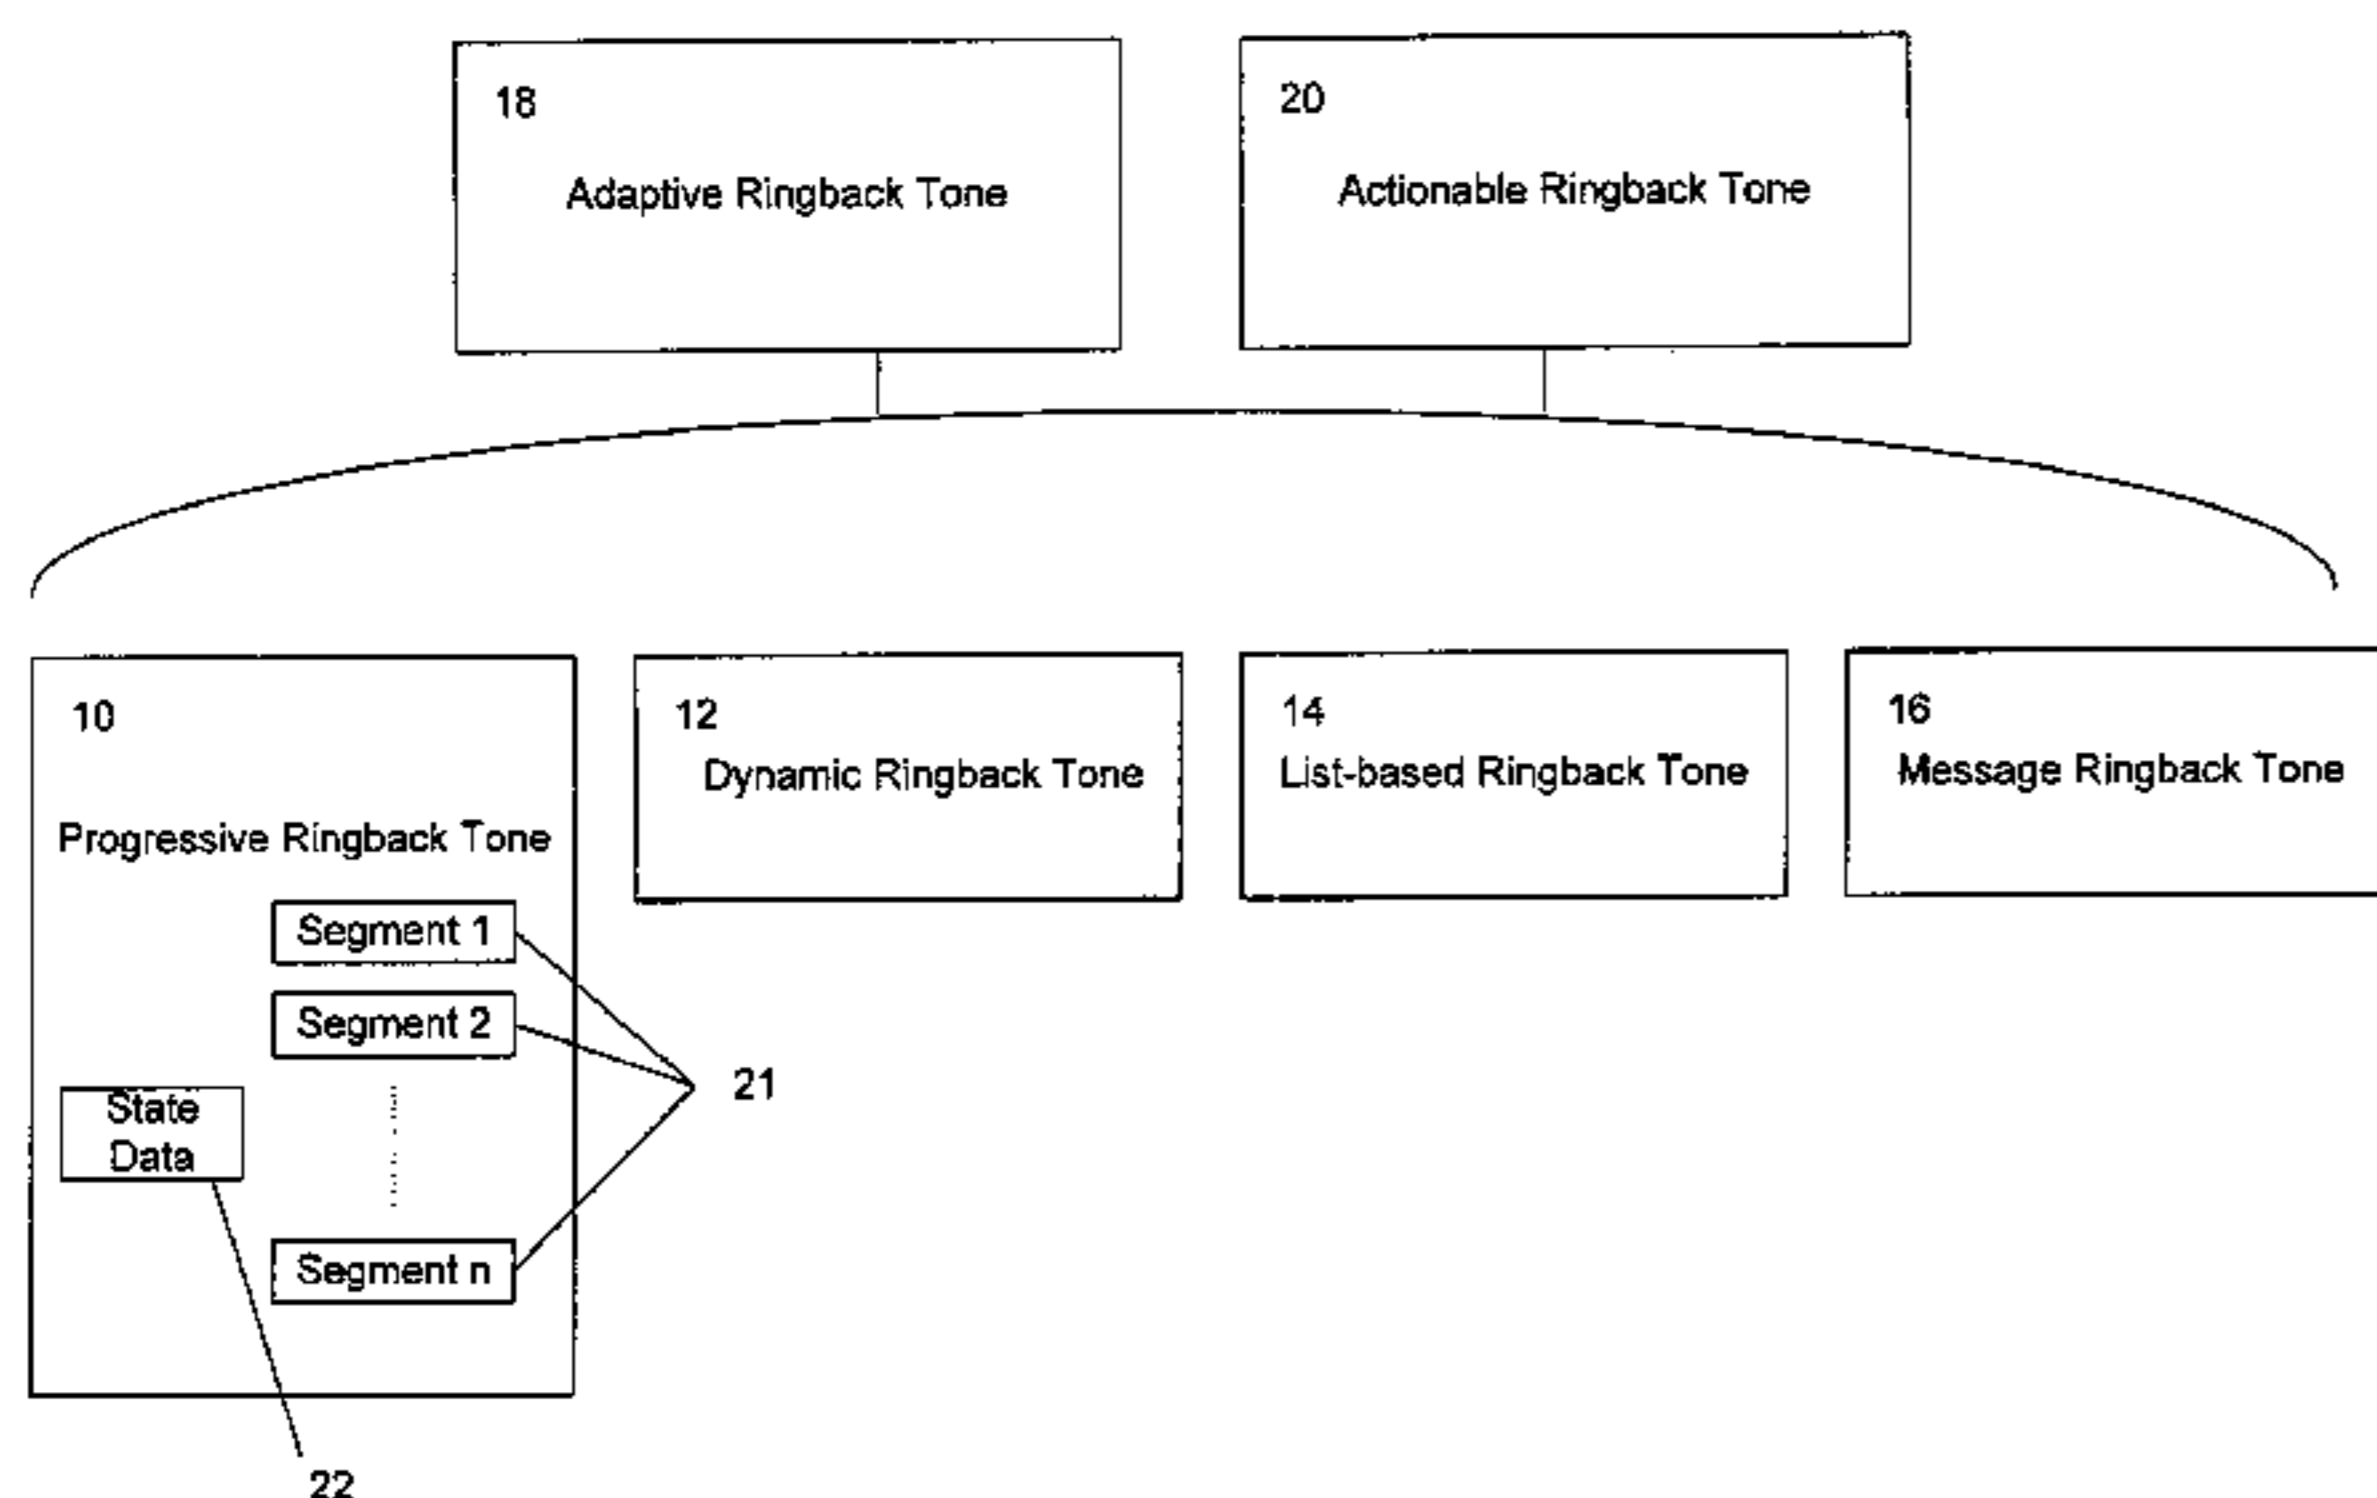 18
Adaptive Ringback Tone
20
Actionable Ringback Tone
10
Progressive Ringback Tone
Segment 1
Segment 2
State
Data
Segment n
21
22
12
Dynamic Ringback Tone
14
List-based Ringback Tone
16
Message Ringback Tone